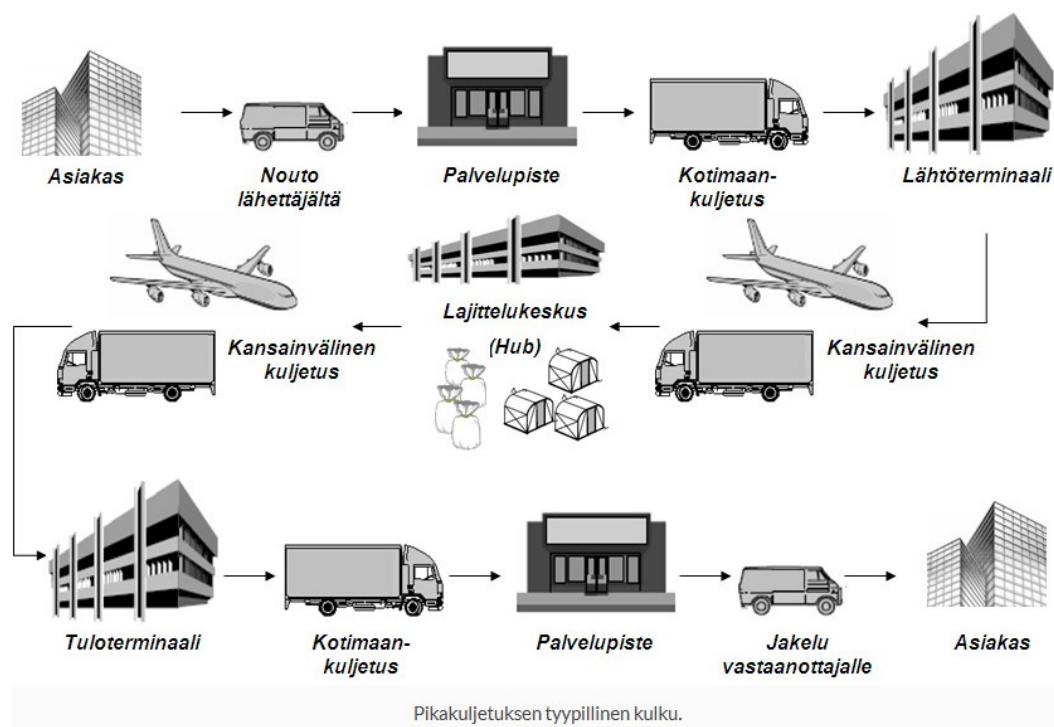 Asiakas
Nouto
lähettäjältä
Palvelupiste
Kotimaan-
kuljetus
Lähtöterminaali
Kansainvälinen
kuljetus
Lajittelukeskus
(Hub)
Kansainvälinen
kuljetus
Tuloterminaali
Kotimaan-
kuljetus
Palvelupiste
Jakelu
vastaanottajalle
Asiakas
Pikakuljetuksen tyypillinen kulku.